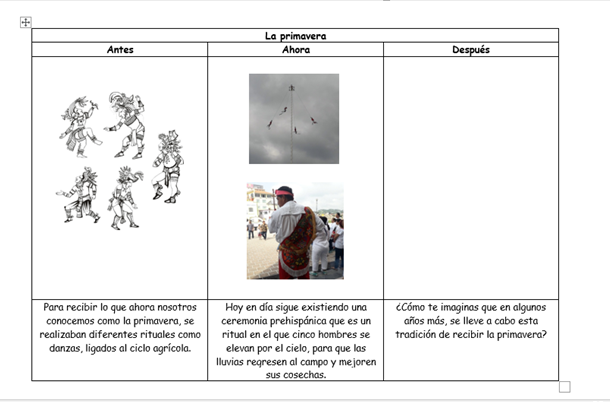 La primavera
Antes
Ahora
Después
Para recibir lo que ahora nosotros
conocemos como la primavera, se
realizaban diferentes rituales como
danzas, ligados al ciclo agrícola.
Hoy en día sigue existiendo una
ceremonia prehispánica que es un
ritual en el que cinco hombres se
elevan por el cielo, para que las
lluvias regresen al campo y mejoren
sus cosechas.
¿Cómo te imaginas que en algunos
años más, se lleve a cabo esta
tradición de recibir la primavera?